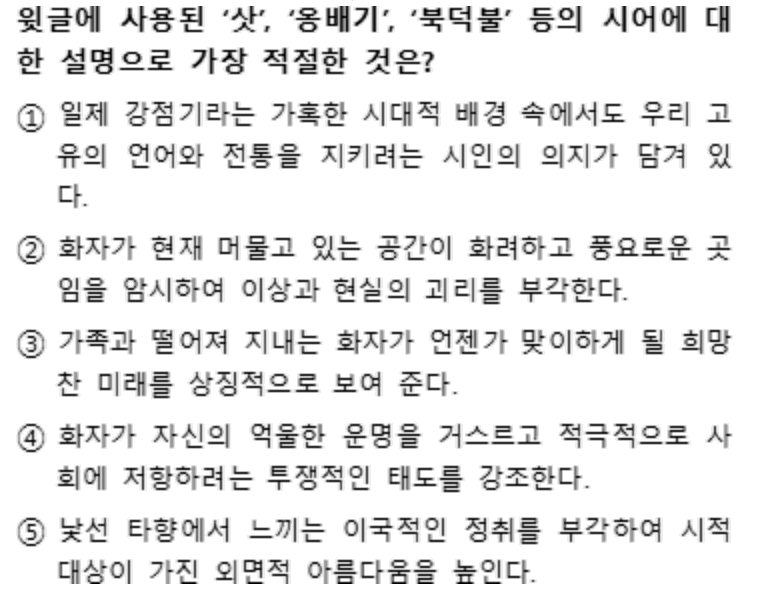 윗글에 사용된 ‘삿’, ‘옹배기’, ‘북덕불’ 등의 시어에 대
한 설명으로 가장 적절한 것은?
① 일제 강점기라는 가혹한 시대적 배경 속에서도 우리 고
유의 언어와 전통을 지키려는 시인의 의지가 담겨 있
다.
② 화자가 현재 머물고 있는 공간이 화려하고 풍요로운 곳
임을 암시하여 이상과 현실의 괴리를 부각한다.
③ 가족과 떨어져 지내는 화자가 언젠가 맞이하게 될 희망
찬 미래를 상징적으로 보여 준다.
④ 화자가 자신의 억울한 운명을 거스르고 적극적으로 사
회에 저항하려는 투쟁적인 태도를 강조한다.
⑤ 낯선 타향에서 느끼는 이국적인 정취를 부각하여 시적
대상이 가진 외면적 아름다움을 높인다.